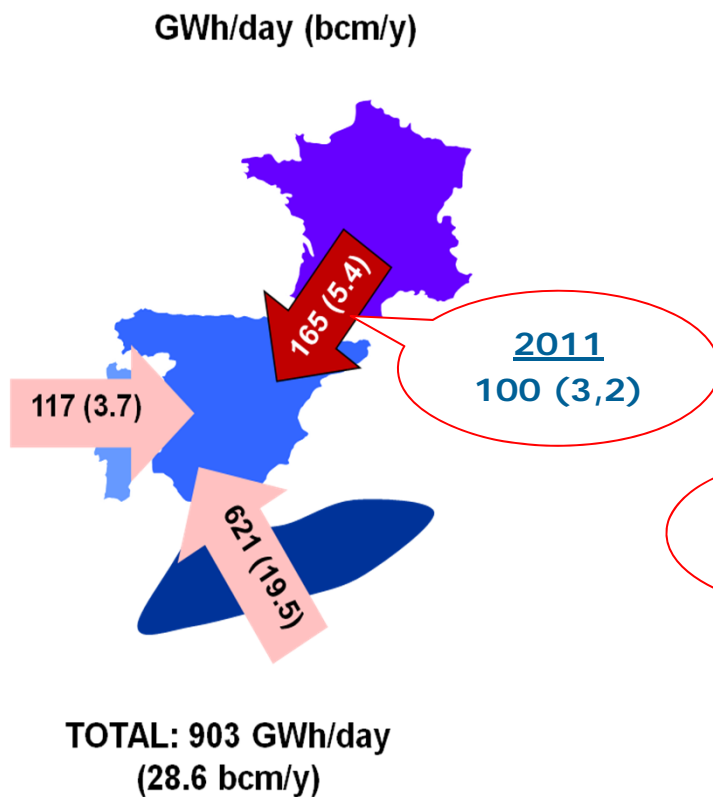 GWh/day (bcm/y)
165 (5.4)
2011
100 (3,2)
117 (3.7)
621 (19.5)
TOTAL: 903 GWh/day
(28.6 bcm/y)